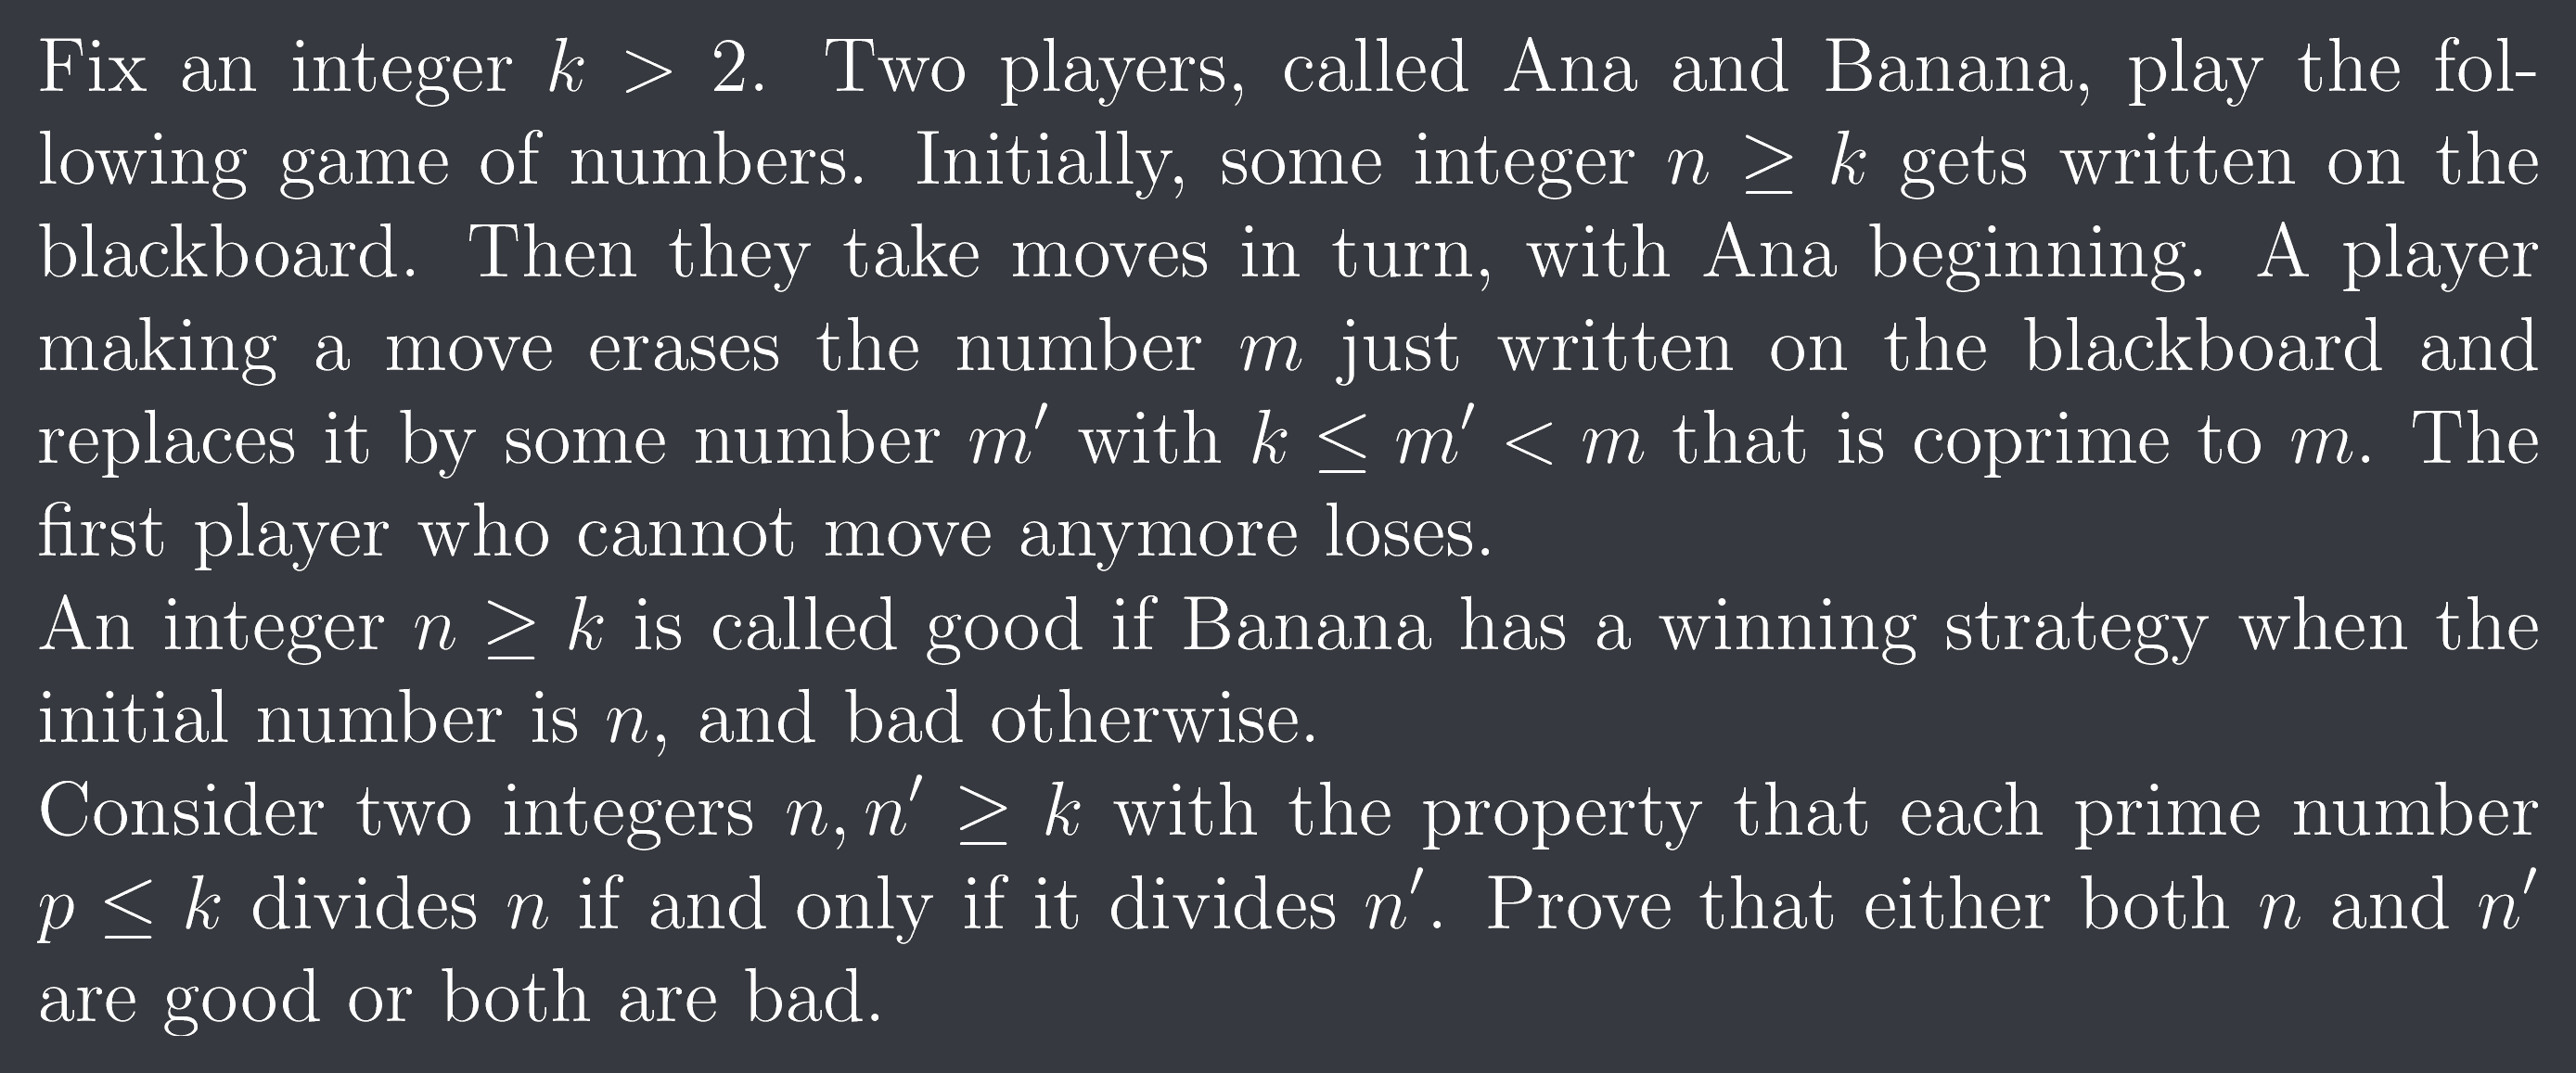 Fix an integer k > 2. Two players, called Ana and Banana, play the fol-
lowing game of numbers. Initially, some integer n ≥ k gets written on the
blackboard. Then they take moves in turn, with Ana beginning. A player
making a move erases the number m just written on the blackboard and
replaces it by some number m′ with k ≤ m′ < m that is coprime to m. The
first player who cannot move anymore loses.
An integer n ≥ k is called good if Banana has a winning strategy when the
initial number is n, and bad otherwise.
Consider two integers n, n′ ≥ k with the property that each prime number
p ≤ k divides n if and only if it divides n′. Prove that either both n and n′
are good or both are bad.